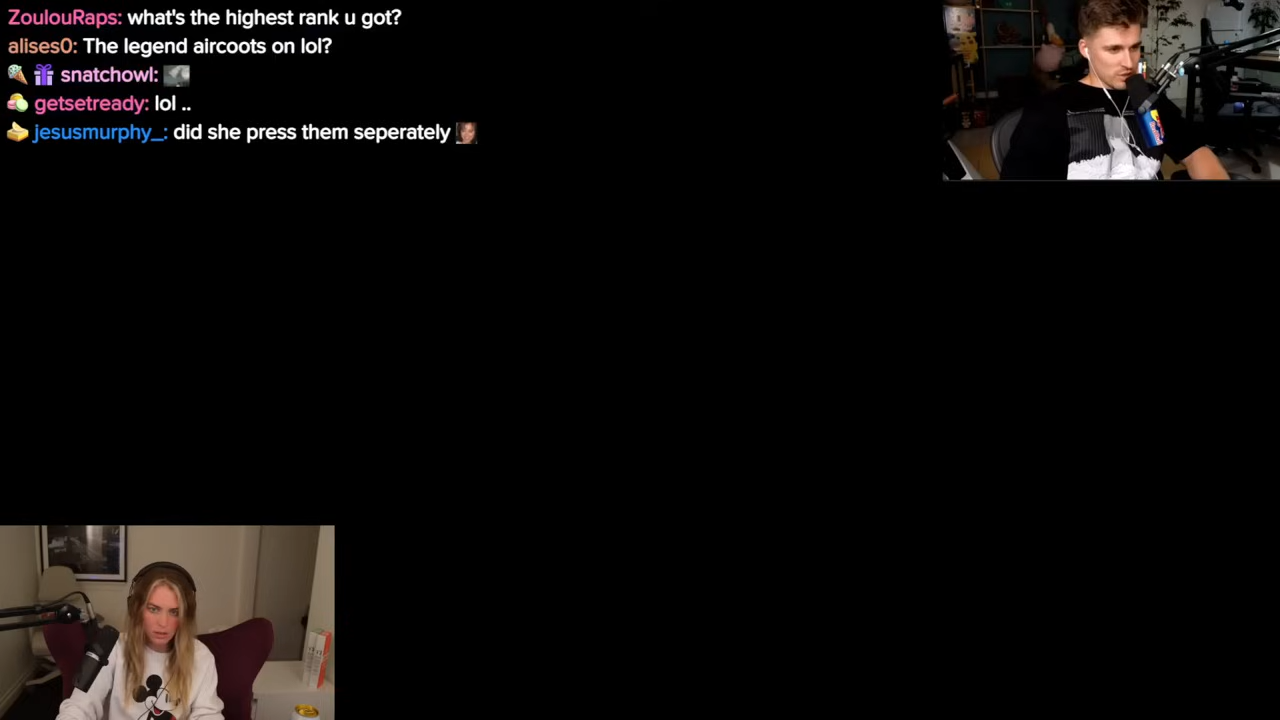 ZoulouRaps: what's the highest rank u got?
alises0: The legend aircoots on lol?
snatchowl:
getsetready: lol ..
jesusmurphy_: did she press them seperately